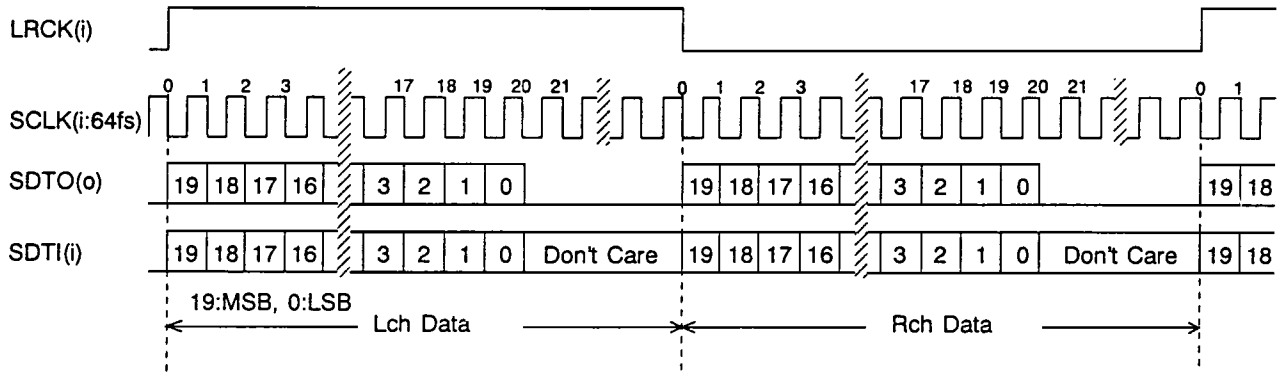 LRCK(i)
0 1 2 3 17 18 19 20 21 0 1 2 3 17 18 19 20 21 0 1
SCLK(i:64fs)
SDTO(o) 19 18 17 16 3 2 1 0 19 18 17 16 3 2 1 0 19 18
SDTI(i) 19 18 17 16 3 2 1 0 Don't Care 19 18 17 16 3 2 1 0 Don't Care 19 18
19:MSB, 0:LSB
Lch Data Rch Data